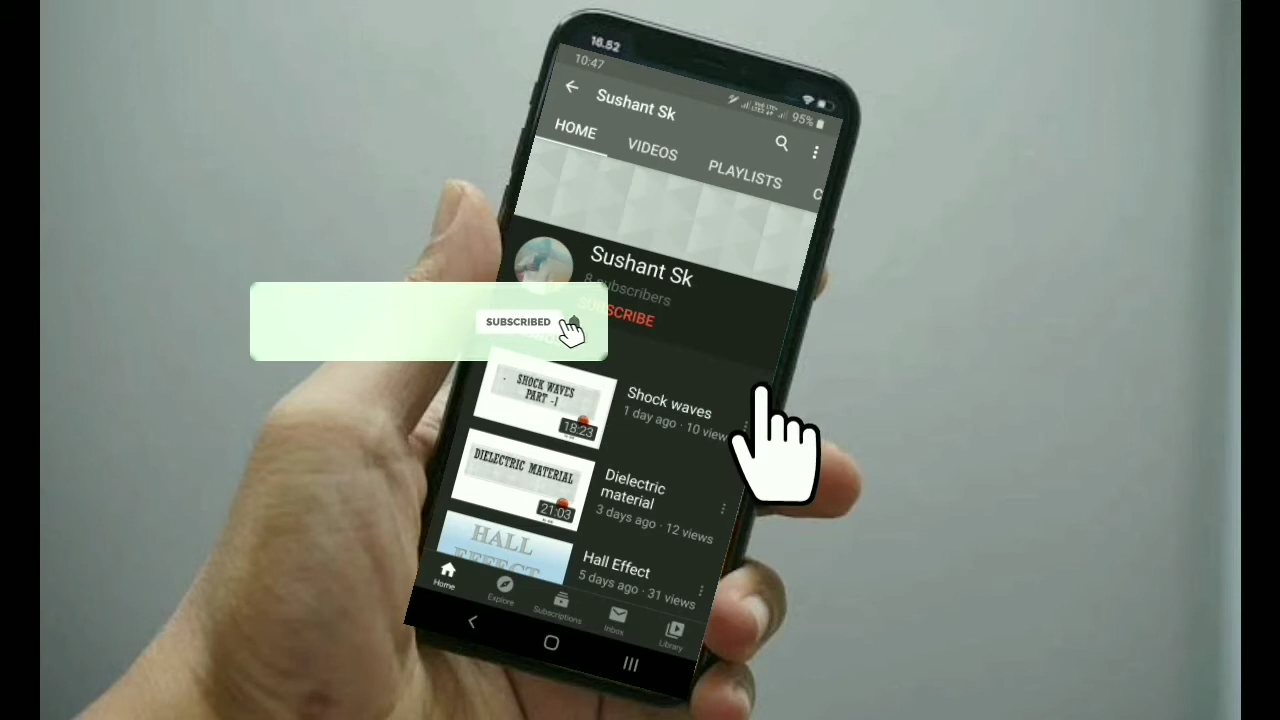 16.52
10:47
95%
Sushant Sk
HOME
VIDEOS
PLAYLISTS
C
Sushant Sk
8 subscribers
SUBSCRIBE
SUBSCRIBED
SHOCK WAVES
PART -I
18:23
Shock waves
1 day ago · 10 view
DIELECTRIC MATERIAL
21:03
Dielectric
material
3 days ago · 12 views
HALL
EFFECT
Hall Effect
5 days ago · 31 views
Home
Explore
Subscriptions
Inbox
Library